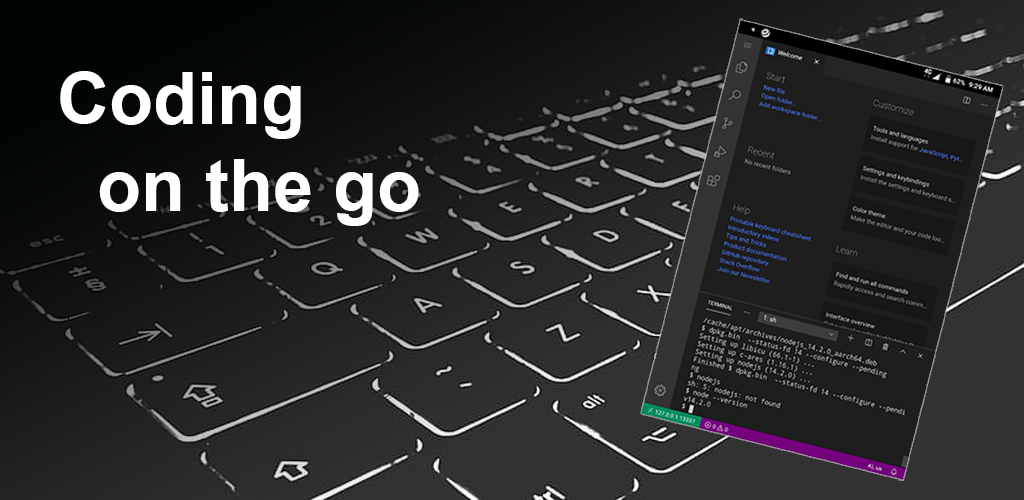 Coding
on the go
4G 62% 9:29 AM
Welcome
Start
New file
Open folder...
Add workspace folder...
Recent
No recent folders
Help
Printable keyboard cheatsheet
Introductory videos
Tips and Tricks
Product documentation
GitHub repository
Stack Overflow
Join our Newsletter
Customize
Tools and languages
Install support for JavaScript, Pyt...
Settings and keybindings
Install the settings and keyboard s...
Color theme
Make the editor and your code loo...
Learn
Find and run all commands
Rapidly access and search comm...
Interface overview
TERMINAL
1: sh
/cache/apt/archives/nodejs_14.2.0_aarch64.deb
$ dpkg.bin --status-fd 14 --configure --pending
Setting up libicu (66.1) ...
Setting up c-ares (1.16.1) ...
Setting up nodejs (14.2.0) ...
Finished $ dpkg.bin --status-fd 14 --configure --pendi
ng
$ nodejs
sh: 5: nodejs: not found
$ node --version
v14.2.0
$
127.0.0.1:13337
0 0
esc
± §
! 1
2
Q
W
E
R
T
A
S
D
F
Z
X
~ `
alt
ctrl